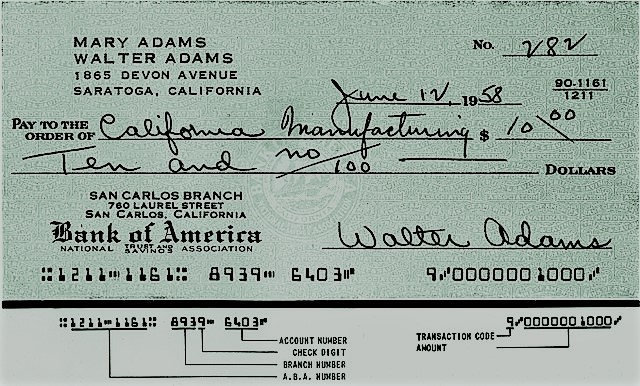 MARY ADAMS
WALTER ADAMS
1865 DEVON AVENUE
SARATOGA, CALIFORNIA
No. 282
June 12, 1958
90-1161
1211
PAY TO THE ORDER OF California Manufacturing $ 10 00
Ten and no/100 DOLLARS
SAN CARLOS BRANCH
760 LAUREL STREET
SAN CARLOS, CALIFORNIA
Bank of America
NATIONAL TRUST AND SAVINGS ASSOCIATION
Walter Adams
⑆1211⑉1161⑆ 8939⑉ 6403⑈ 9⑇0000001000⑇
⑆1211⑉1161⑆ 8939⑉ 6403⑈ 9⑇0000001000⑇
ACCOUNT NUMBER
CHECK DIGIT
BRANCH NUMBER
A.B.A. NUMBER
TRANSACTION CODE
AMOUNT